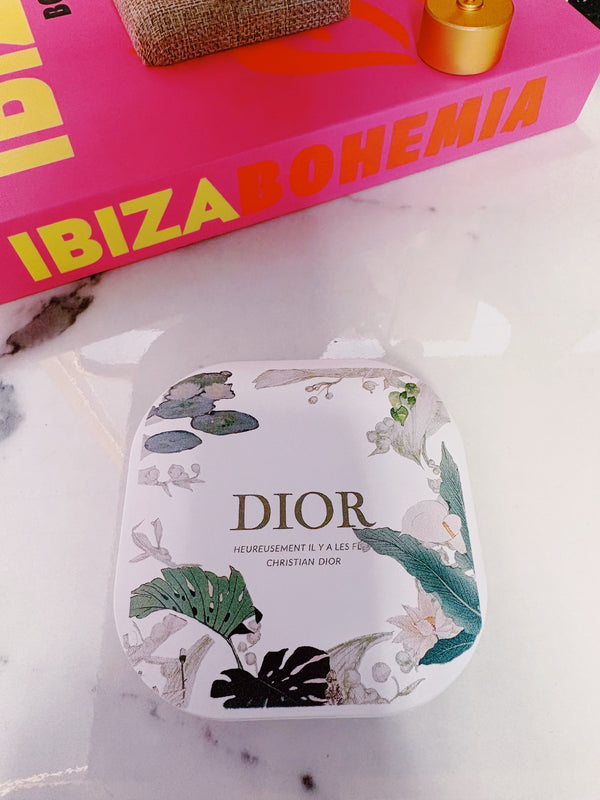 IBIZABOHEMIA
DIOR
HEUREUSEMENT IL Y A LES
CHRISTIAN DIOR